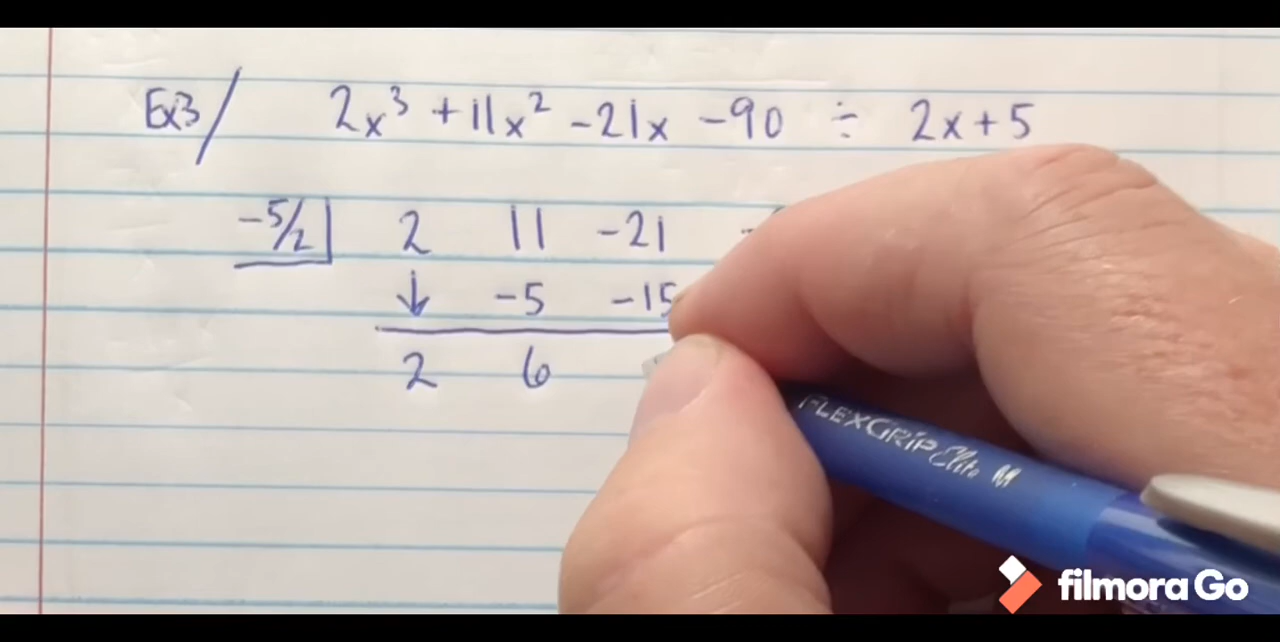 Ex3/ 2x³ +11x² -21x -90 ÷ 2x+5
-5/2 2 11 -21
↓ -5 -15
2 6
FLEXGRIP Elite M
filmora Go